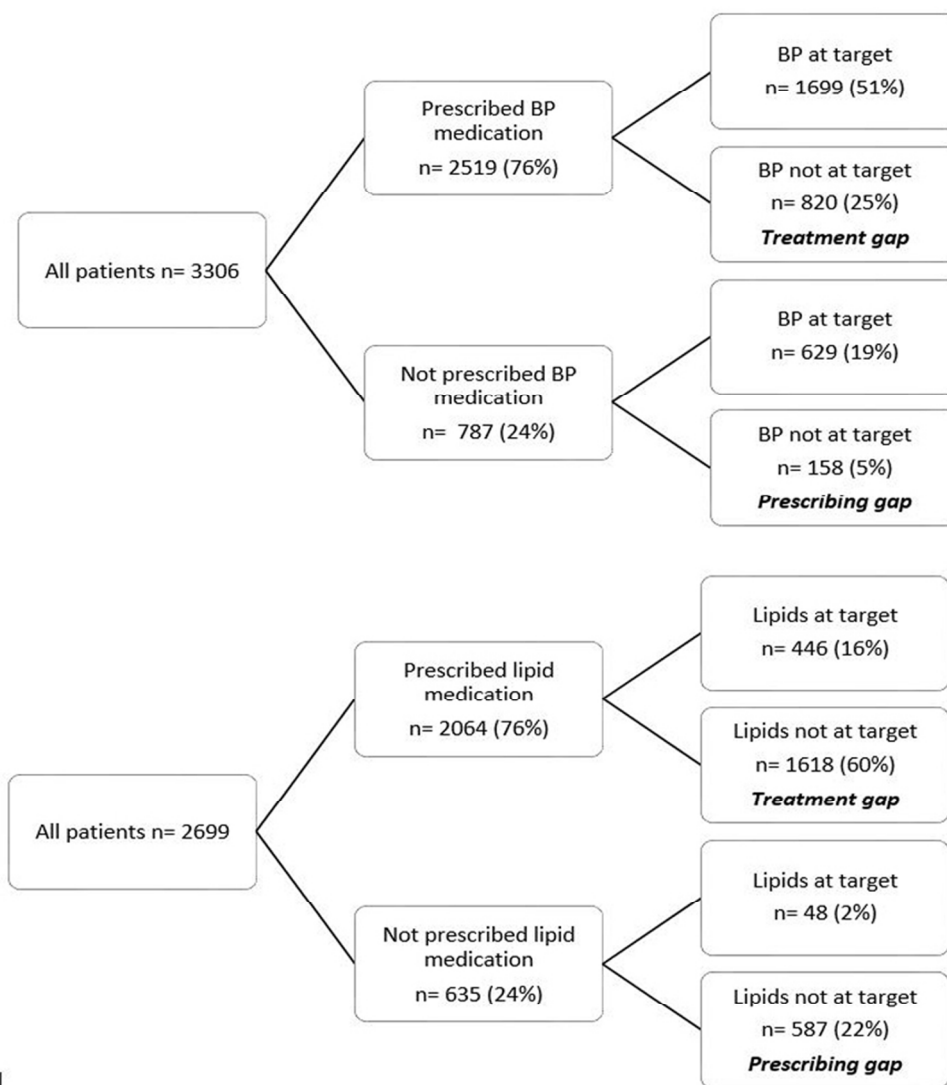 All patients n= 3306
Prescribed BP
medication
n= 2519 (76%)
BP at target
n= 1699 (51%)
BP not at target
n= 820 (25%)
Treatment gap
Not prescribed BP
medication
n=  787 (24%)
BP at target
n= 629 (19%)
BP not at target
n= 158 (5%)
Prescribing gap
All patients n= 2699
Prescribed lipid
medication
n= 2064 (76%)
Lipids at target
n= 446 (16%)
Lipids not at target
n= 1618 (60%)
Treatment gap
Not prescribed lipid
medication
n= 635 (24%)
Lipids at target
n= 48 (2%)
Lipids not at target
n= 587 (22%)
Prescribing gap